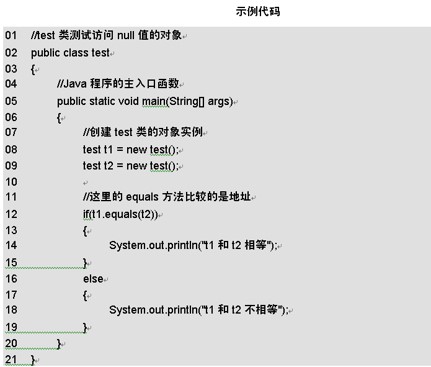 示例代码
01 //test 类测试访问 null 值的对象
02 public class test
03 {
04 //Java 程序的主入口函数
05 public static void main(String[] args)
06 {
07 //创建 test 类的对象实例
08 test t1 = new test();
09 test t2 = new test();
10
11 //这里的 equals 方法比较的是地址
12 if(t1.equals(t2))
13 {
14 System.out.println("t1 和 t2 相等");
15 }
16 else
17 {
18 System.out.println("t1 和 t2 不相等");
19 }
20 }
21 }